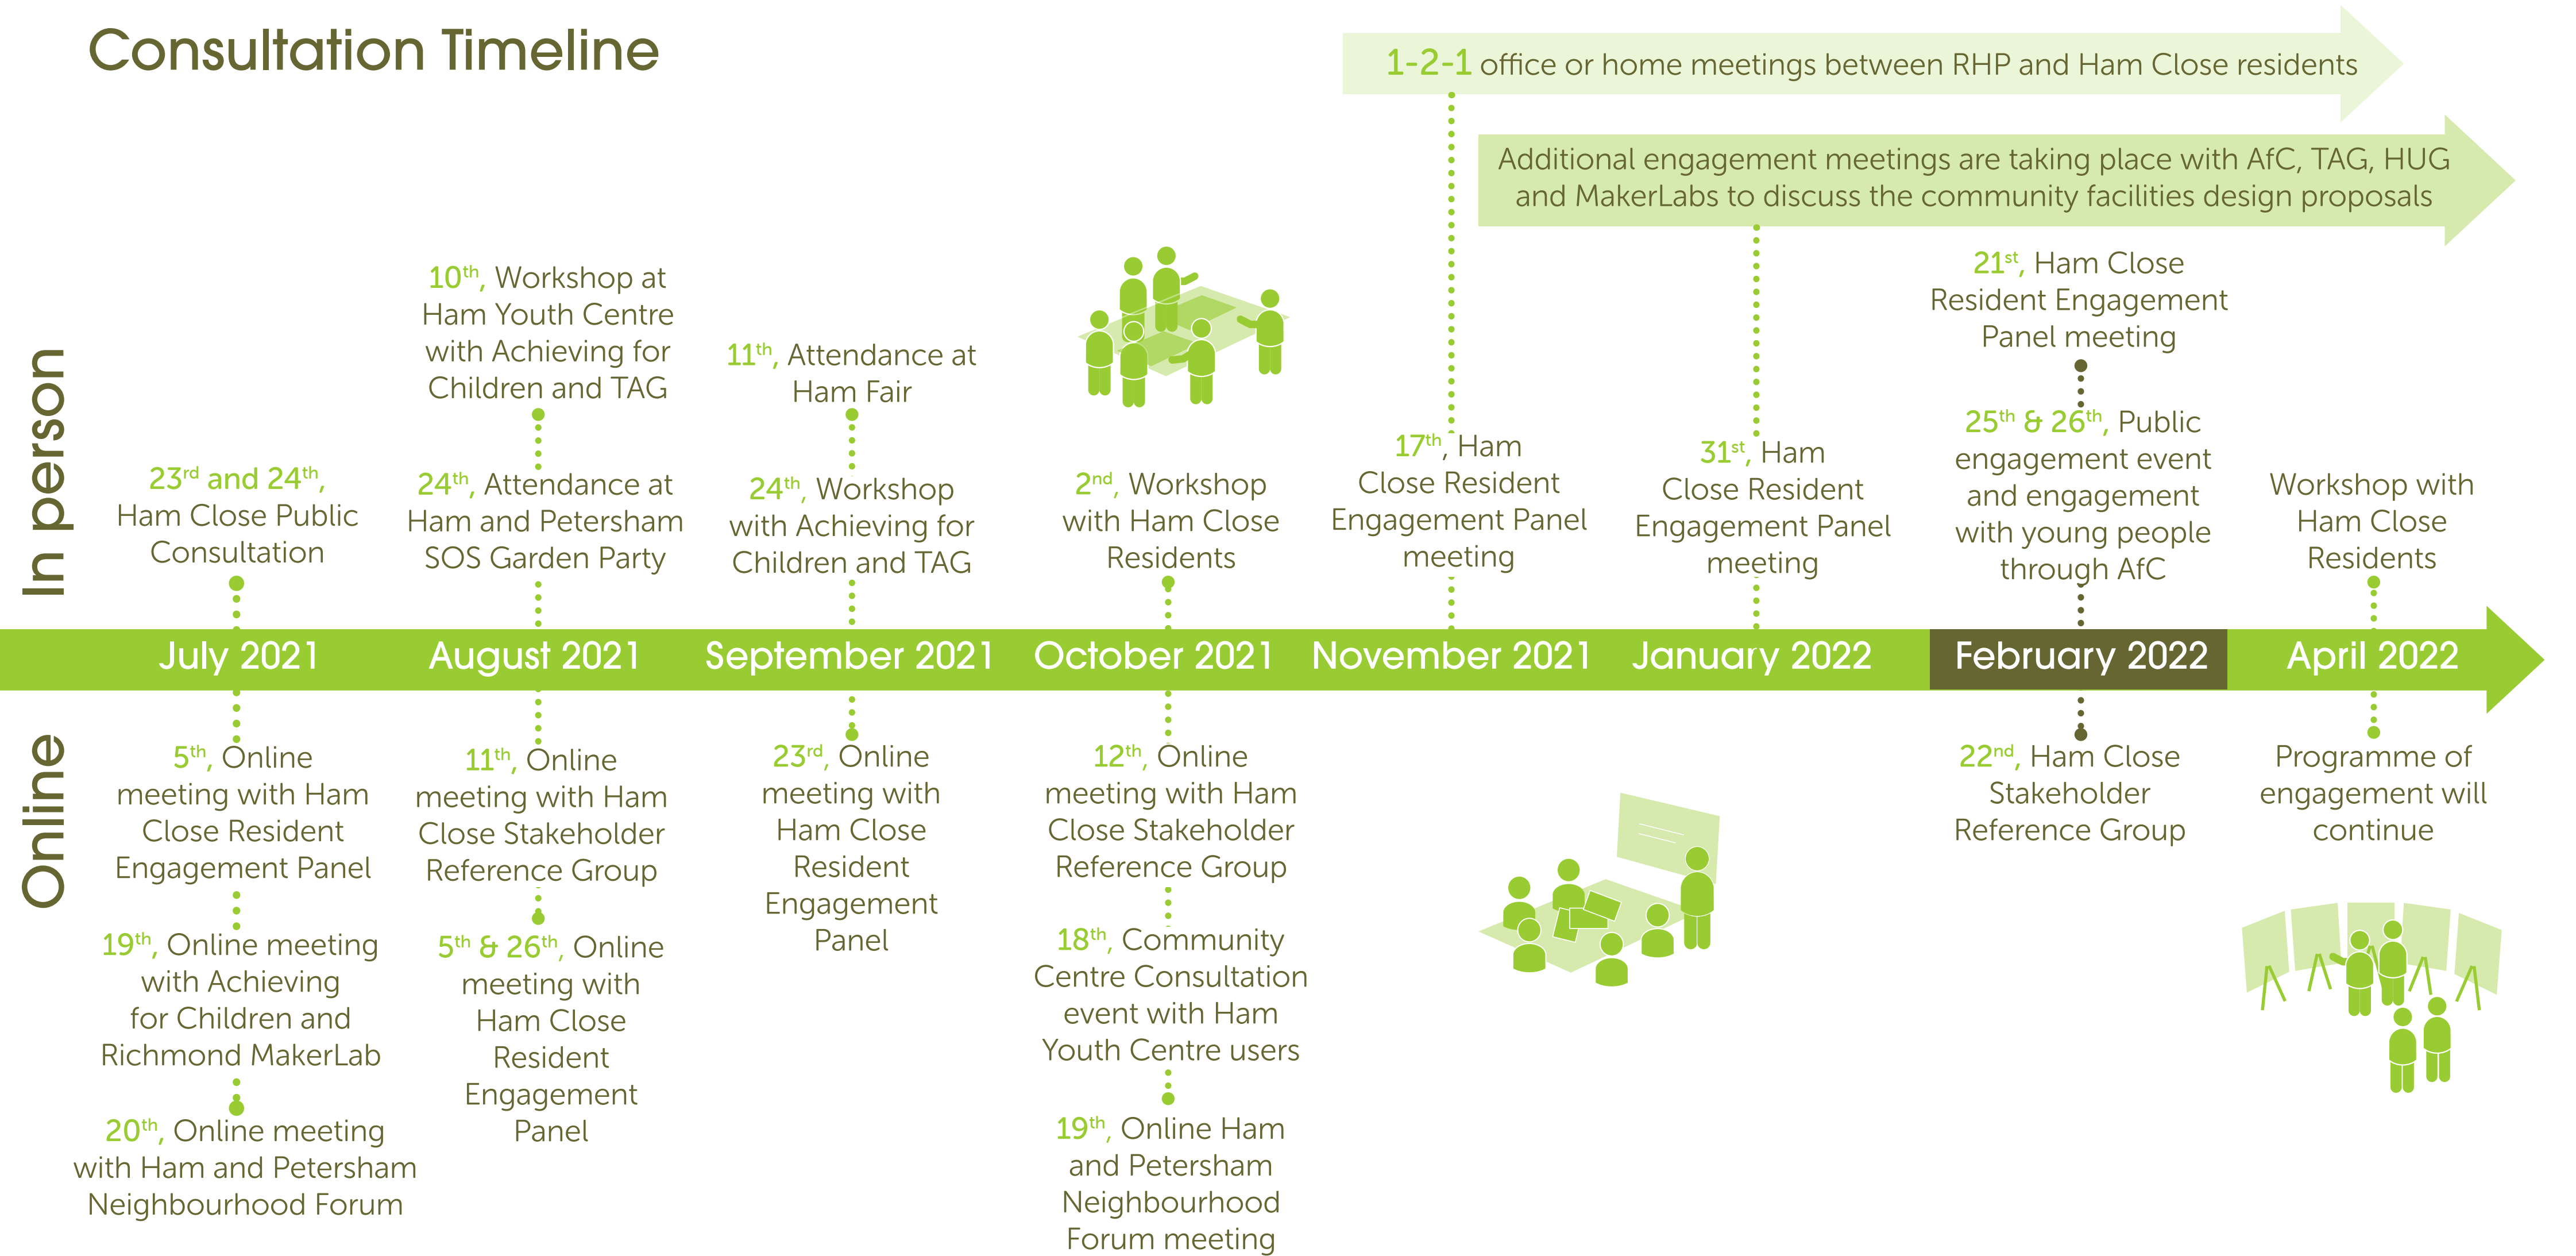 Consultation Timeline
1-2-1 office or home meetings between RHP and Ham Close residents
Additional engagement meetings are taking place with AfC, TAG, HUG
and MakerLabs to discuss the community facilities design proposals
In person
23rd and 24th,
Ham Close Public
Consultation
10th, Workshop at
Ham Youth Centre
with Achieving for
Children and TAG
24th, Attendance at
Ham and Petersham
SOS Garden Party
11th, Attendance at
Ham Fair
24th, Workshop
with Achieving for
Children and TAG
2nd, Workshop
with Ham Close
Residents
17th, Ham
Close Resident
Engagement Panel
meeting
31st, Ham
Close Resident
Engagement Panel
meeting
21st, Ham Close
Resident Engagement
Panel meeting
25th & 26th, Public
engagement event
and engagement
with young people
through AfC
Workshop with
Ham Close
Residents
July 2021
August 2021
September 2021
October 2021
November 2021
January 2022
February 2022
April 2022
Online
5th, Online
meeting with Ham
Close Resident
Engagement Panel
19th, Online meeting
with Achieving
for Children and
Richmond MakerLab
20th, Online meeting
with Ham and Petersham
Neighbourhood Forum
11th, Online
meeting with Ham
Close Stakeholder
Reference Group
5th & 26th, Online
meeting with
Ham Close
Resident
Engagement
Panel
23rd, Online
meeting with
Ham Close
Resident
Engagement
Panel
12th, Online
meeting with Ham
Close Stakeholder
Reference Group
18th, Community
Centre Consultation
event with Ham
Youth Centre users
19th, Online Ham
and Petersham
Neighbourhood
Forum meeting
22nd, Ham Close
Stakeholder
Reference Group
Programme of
engagement will
continue